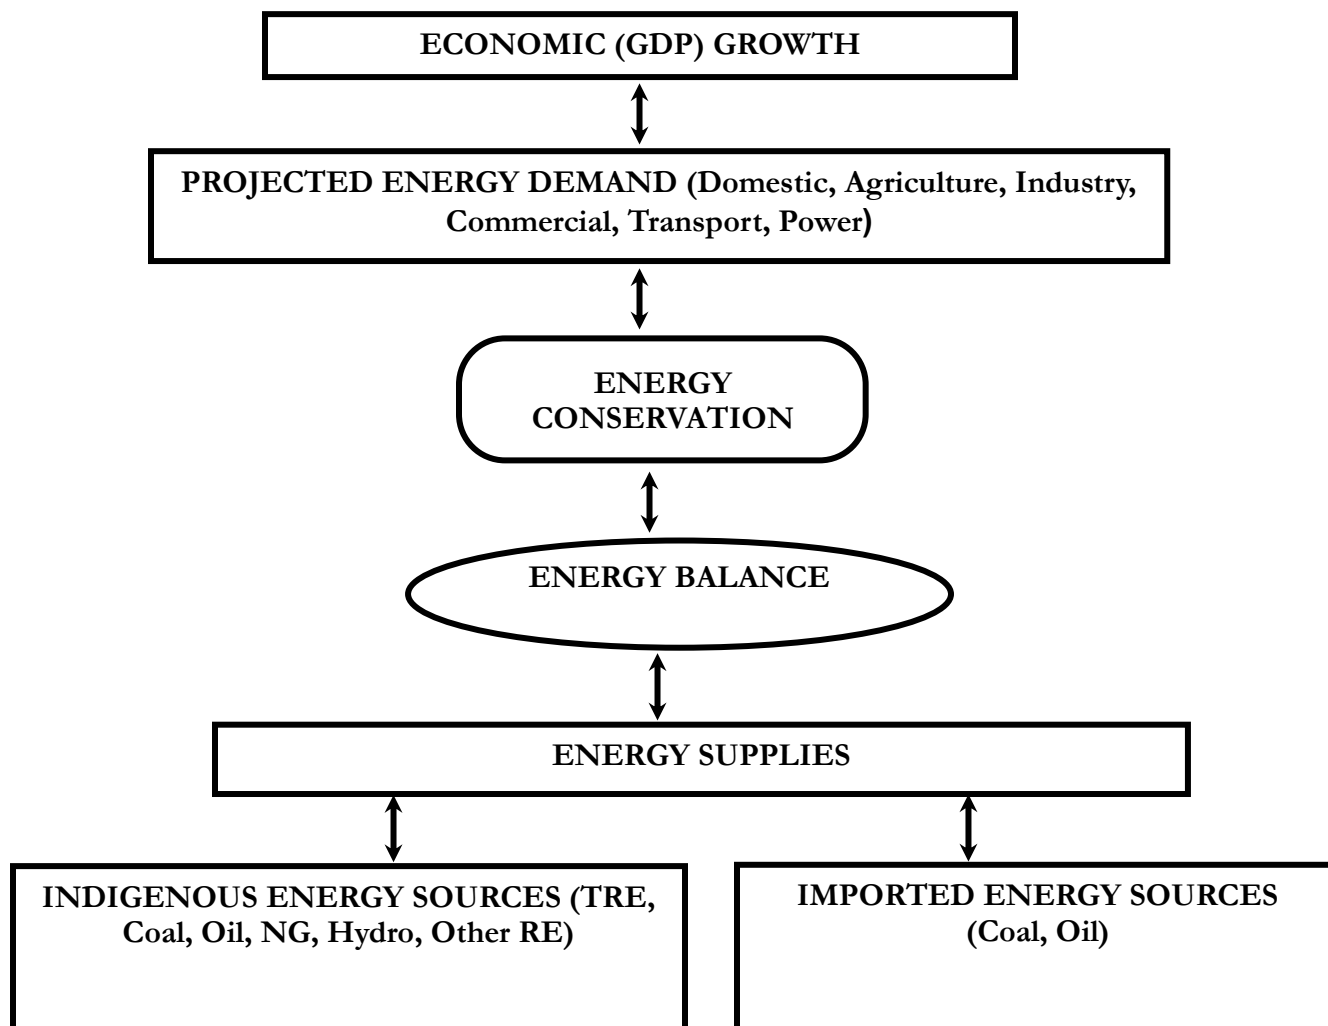 ECONOMIC (GDP) GROWTH
PROJECTED ENERGY DEMAND (Domestic, Agriculture, Industry,
Commercial, Transport, Power)
ENERGY
CONSERVATION
ENERGY BALANCE
ENERGY SUPPLIES
INDIGENOUS ENERGY SOURCES (TRE,
Coal, Oil, NG, Hydro, Other RE)
IMPORTED ENERGY SOURCES
(Coal, Oil)